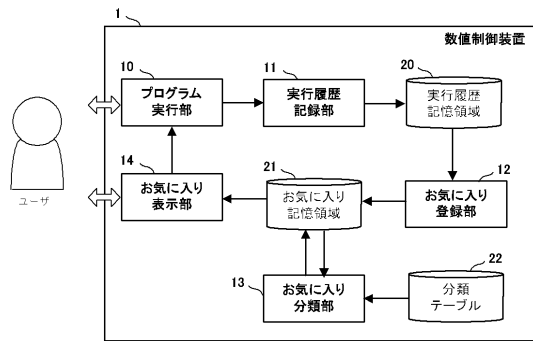 1
数値制御装置
10
プログラム
実行部
11
実行履歴
記録部
20
実行履歴
記憶領域
ユーザ
14
お気に入り
表示部
21
お気に入り
記憶領域
12
お気に入り
登録部
13
お気に入り
分類部
22
分類
テーブル